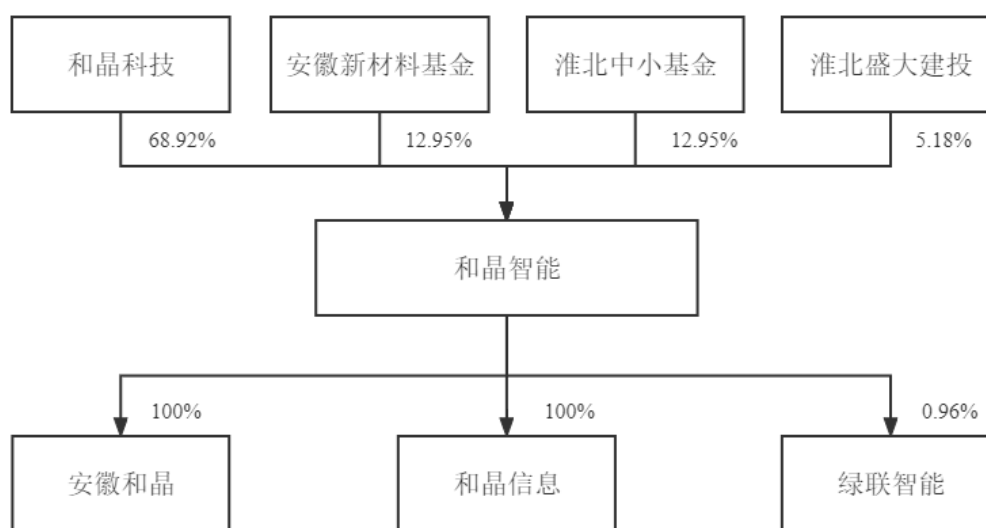 和晶科技 安徽新材料基金 淮北中小基金 淮北盛大建投
68.92% 12.95% 12.95% 5.18%
和晶智能
100% 100% 0.96%
安徽和晶 和晶信息 绿联智能